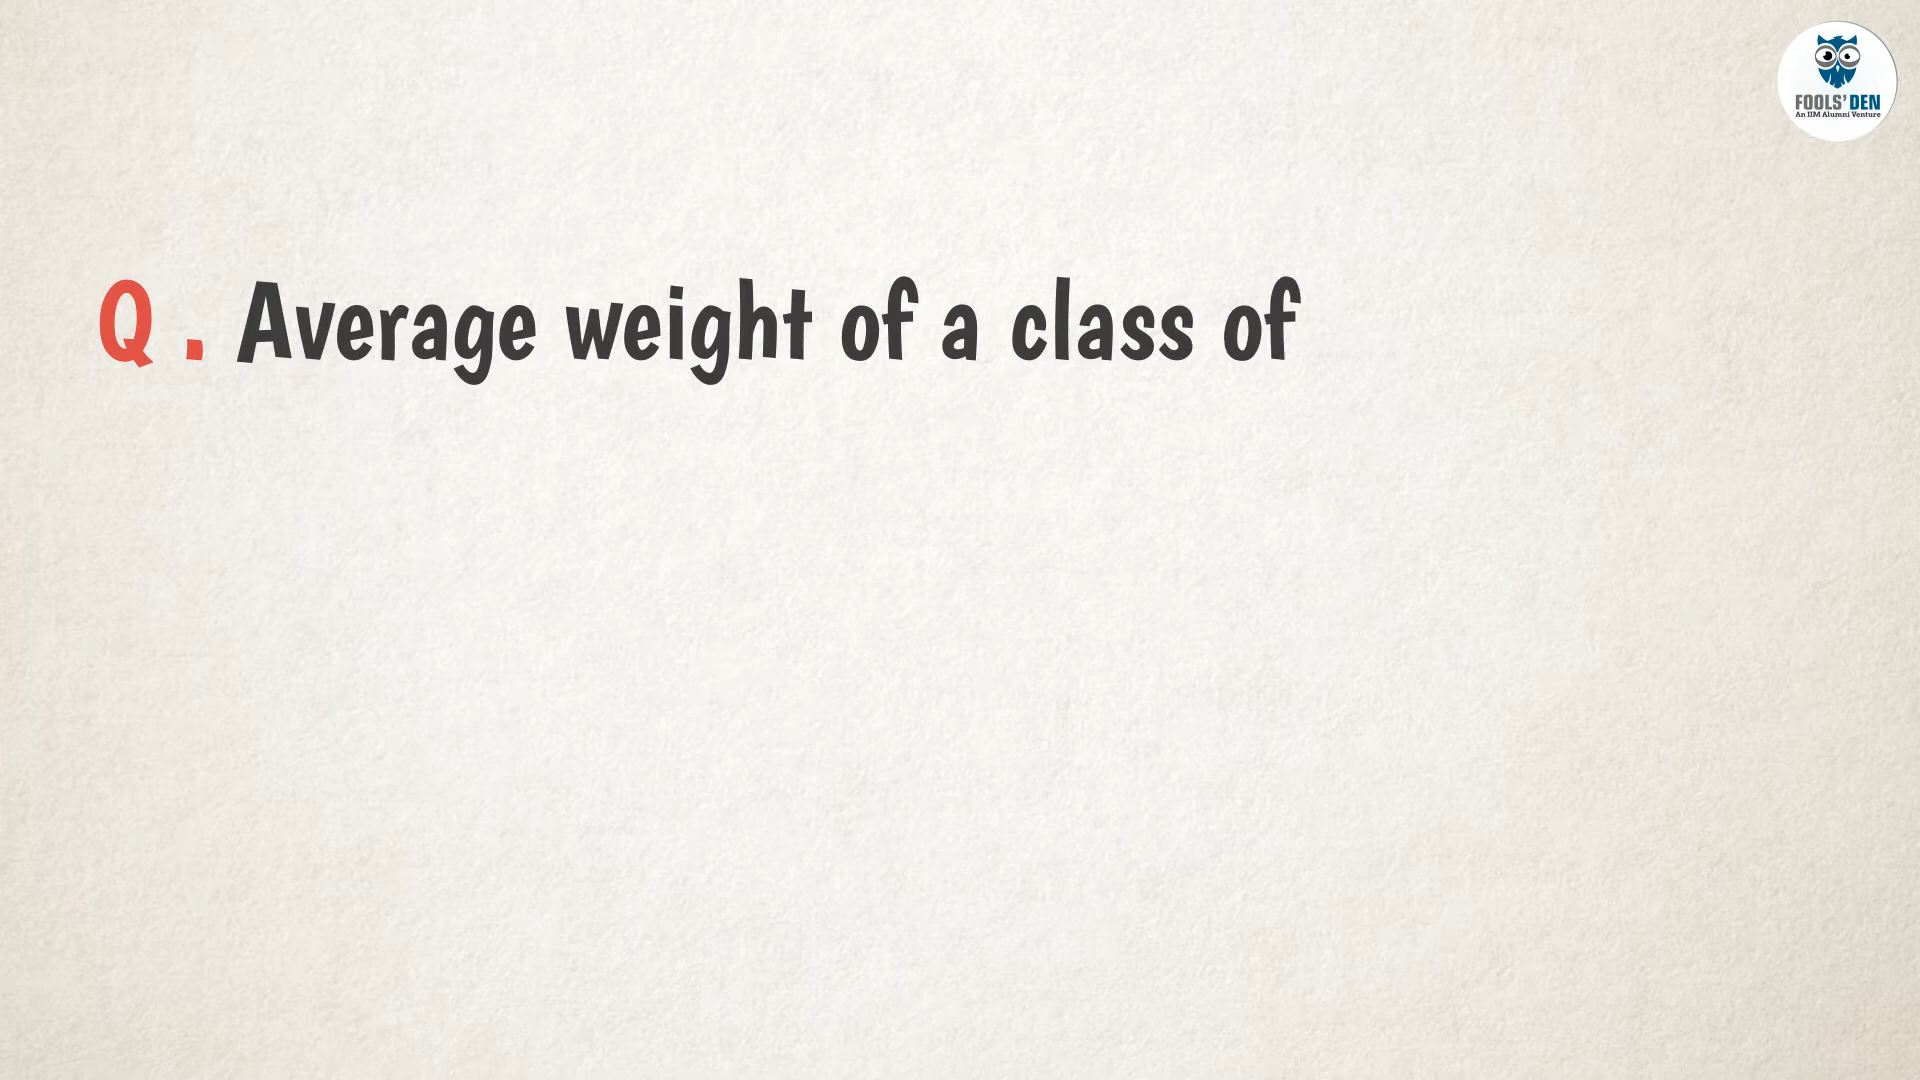 FOOLS' DEN
An IIM Alumni Venture
Q . Average weight of a class of